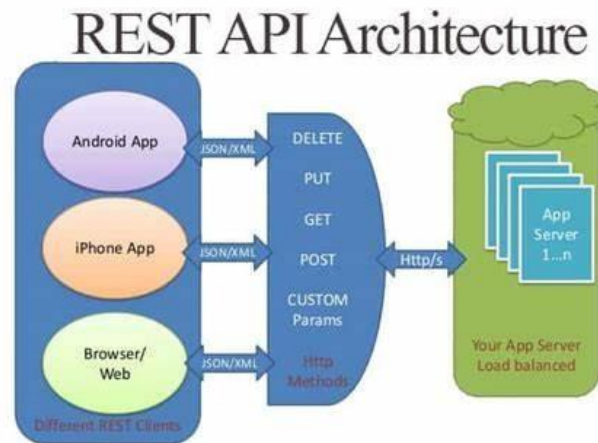 REST API Architecture
Android App
iPhone App
Browser/
Web
Different REST Clients
JSON/XML
JSON/XML
JSON/XML
DELETE
PUT
GET
POST
CUSTOM
Params
Http
Methods
Http/s
App
Server
1...n
Your App Server
Load balanced